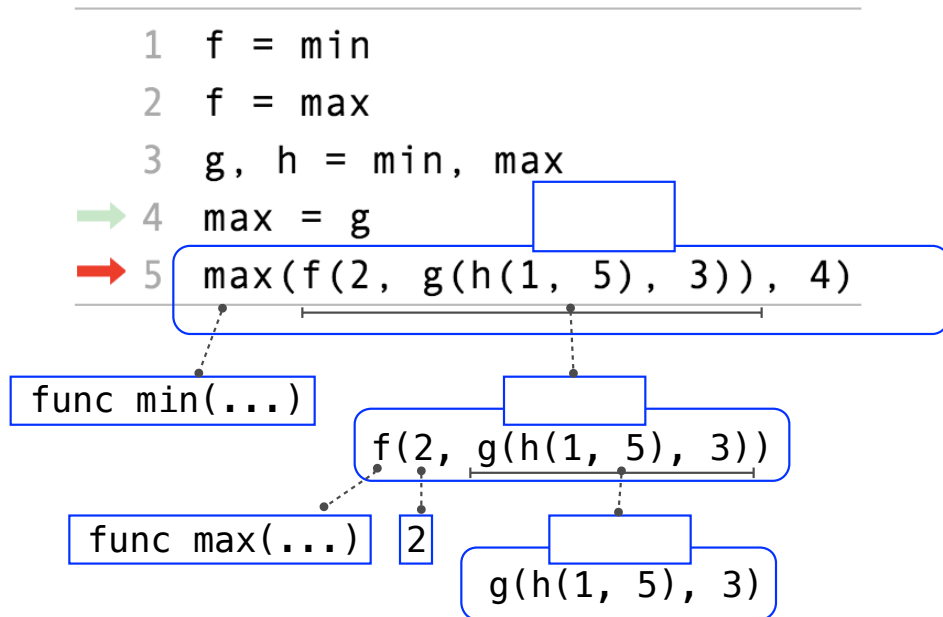 1 f = min
2 f = max
3 g, h = min, max
4 max = g
5 max(f(2, g(h(1, 5), 3)), 4)
func min(...)
f(2, g(h(1, 5), 3))
func max(...)
2
g(h(1, 5), 3)